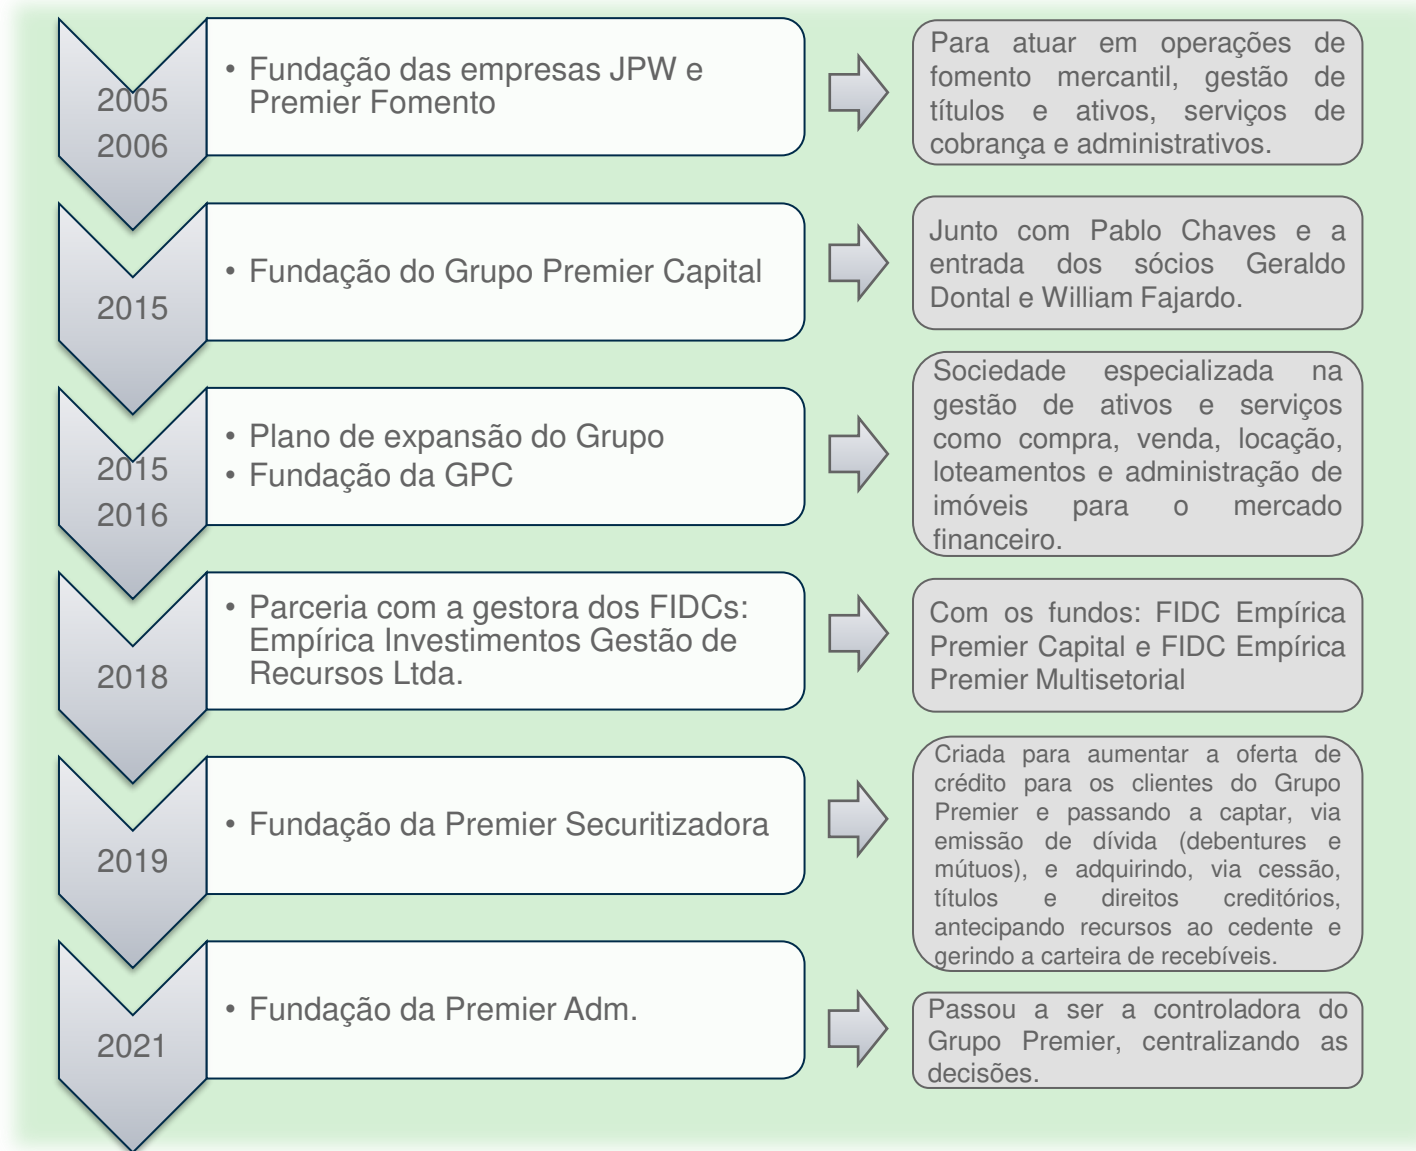 2005
2006
• Fundação das empresas JPW e
Premier Fomento
Para atuar em operações de
fomento mercantil, gestão de
títulos e ativos, serviços de
cobrança e administrativos.
2015
• Fundação do Grupo Premier Capital
Junto com Pablo Chaves e a
entrada dos sócios Geraldo
Dontal e William Fajardo.
2015
2016
• Plano de expansão do Grupo
• Fundação da GPC
Sociedade especializada na
gestão de ativos e serviços
como compra, venda, locação,
loteamentos e administração de
imóveis para o mercado
financeiro.
2018
• Parceria com a gestora dos FIDCs:
Empírica Investimentos Gestão de
Recursos Ltda.
Com os fundos: FIDC Empírica
Premier Capital e FIDC Empírica
Premier Multisetorial
2019
• Fundação da Premier Securitizadora
Criada para aumentar a oferta de
crédito para os clientes do Grupo
Premier e passando a captar, via
emissão de dívida (debentures e
mútuos), e adquirindo, via cessão,
títulos e direitos creditórios,
antecipando recursos ao cedente e
gerindo a carteira de recebíveis.
2021
• Fundação da Premier Adm.
Passou a ser a controladora do
Grupo Premier, centralizando as
decisões.